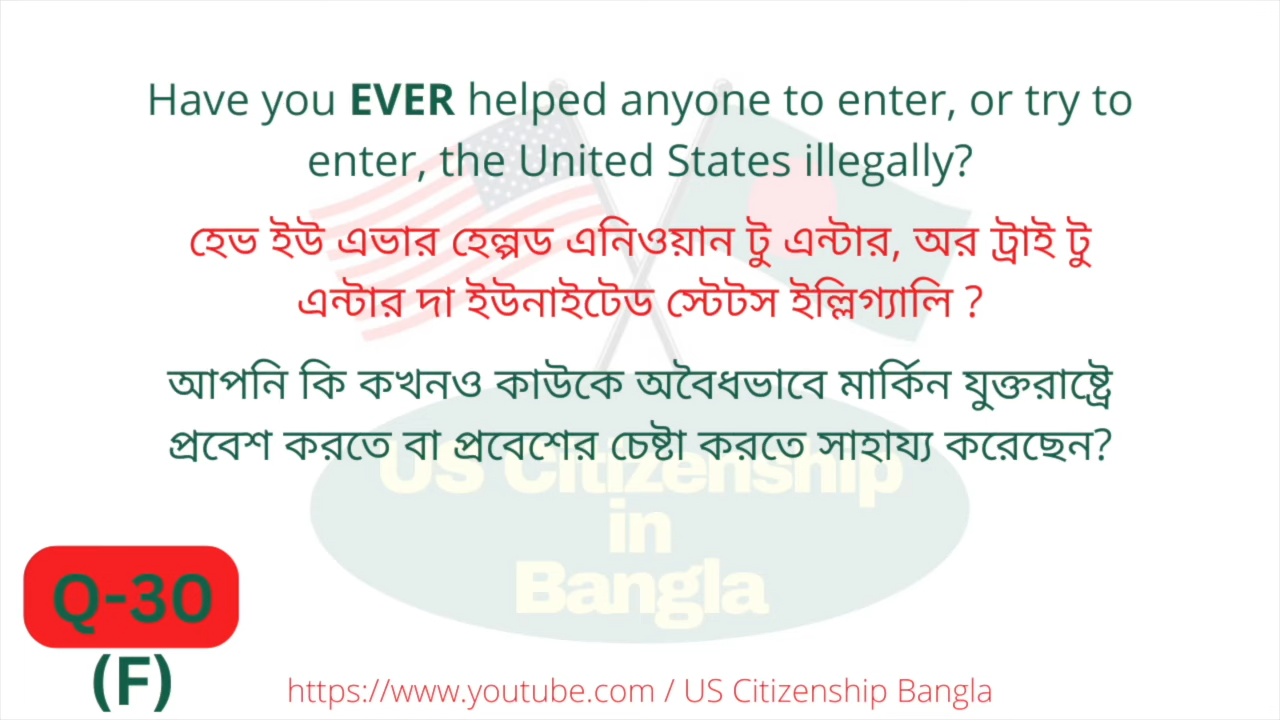 Have you EVER helped anyone to enter, or try to
enter, the United States illegally?
হেভ ইউ এভার হেল্পড এনিওয়ান টু এন্টার, অর ট্রাই টু
এন্টার দা ইউনাইটেড স্টেটস ইল্লিগ্যালি ?
আপনি কি কখনও কাউকে অবৈধভাবে মার্কিন যুক্তরাষ্ট্রে
প্রবেশ করতে বা প্রবেশের চেষ্টা করতে সাহায্য করেছেন?
US Citizenship
in
Bangla
Q-30
(F)
https://www.youtube.com / US Citizenship Bangla